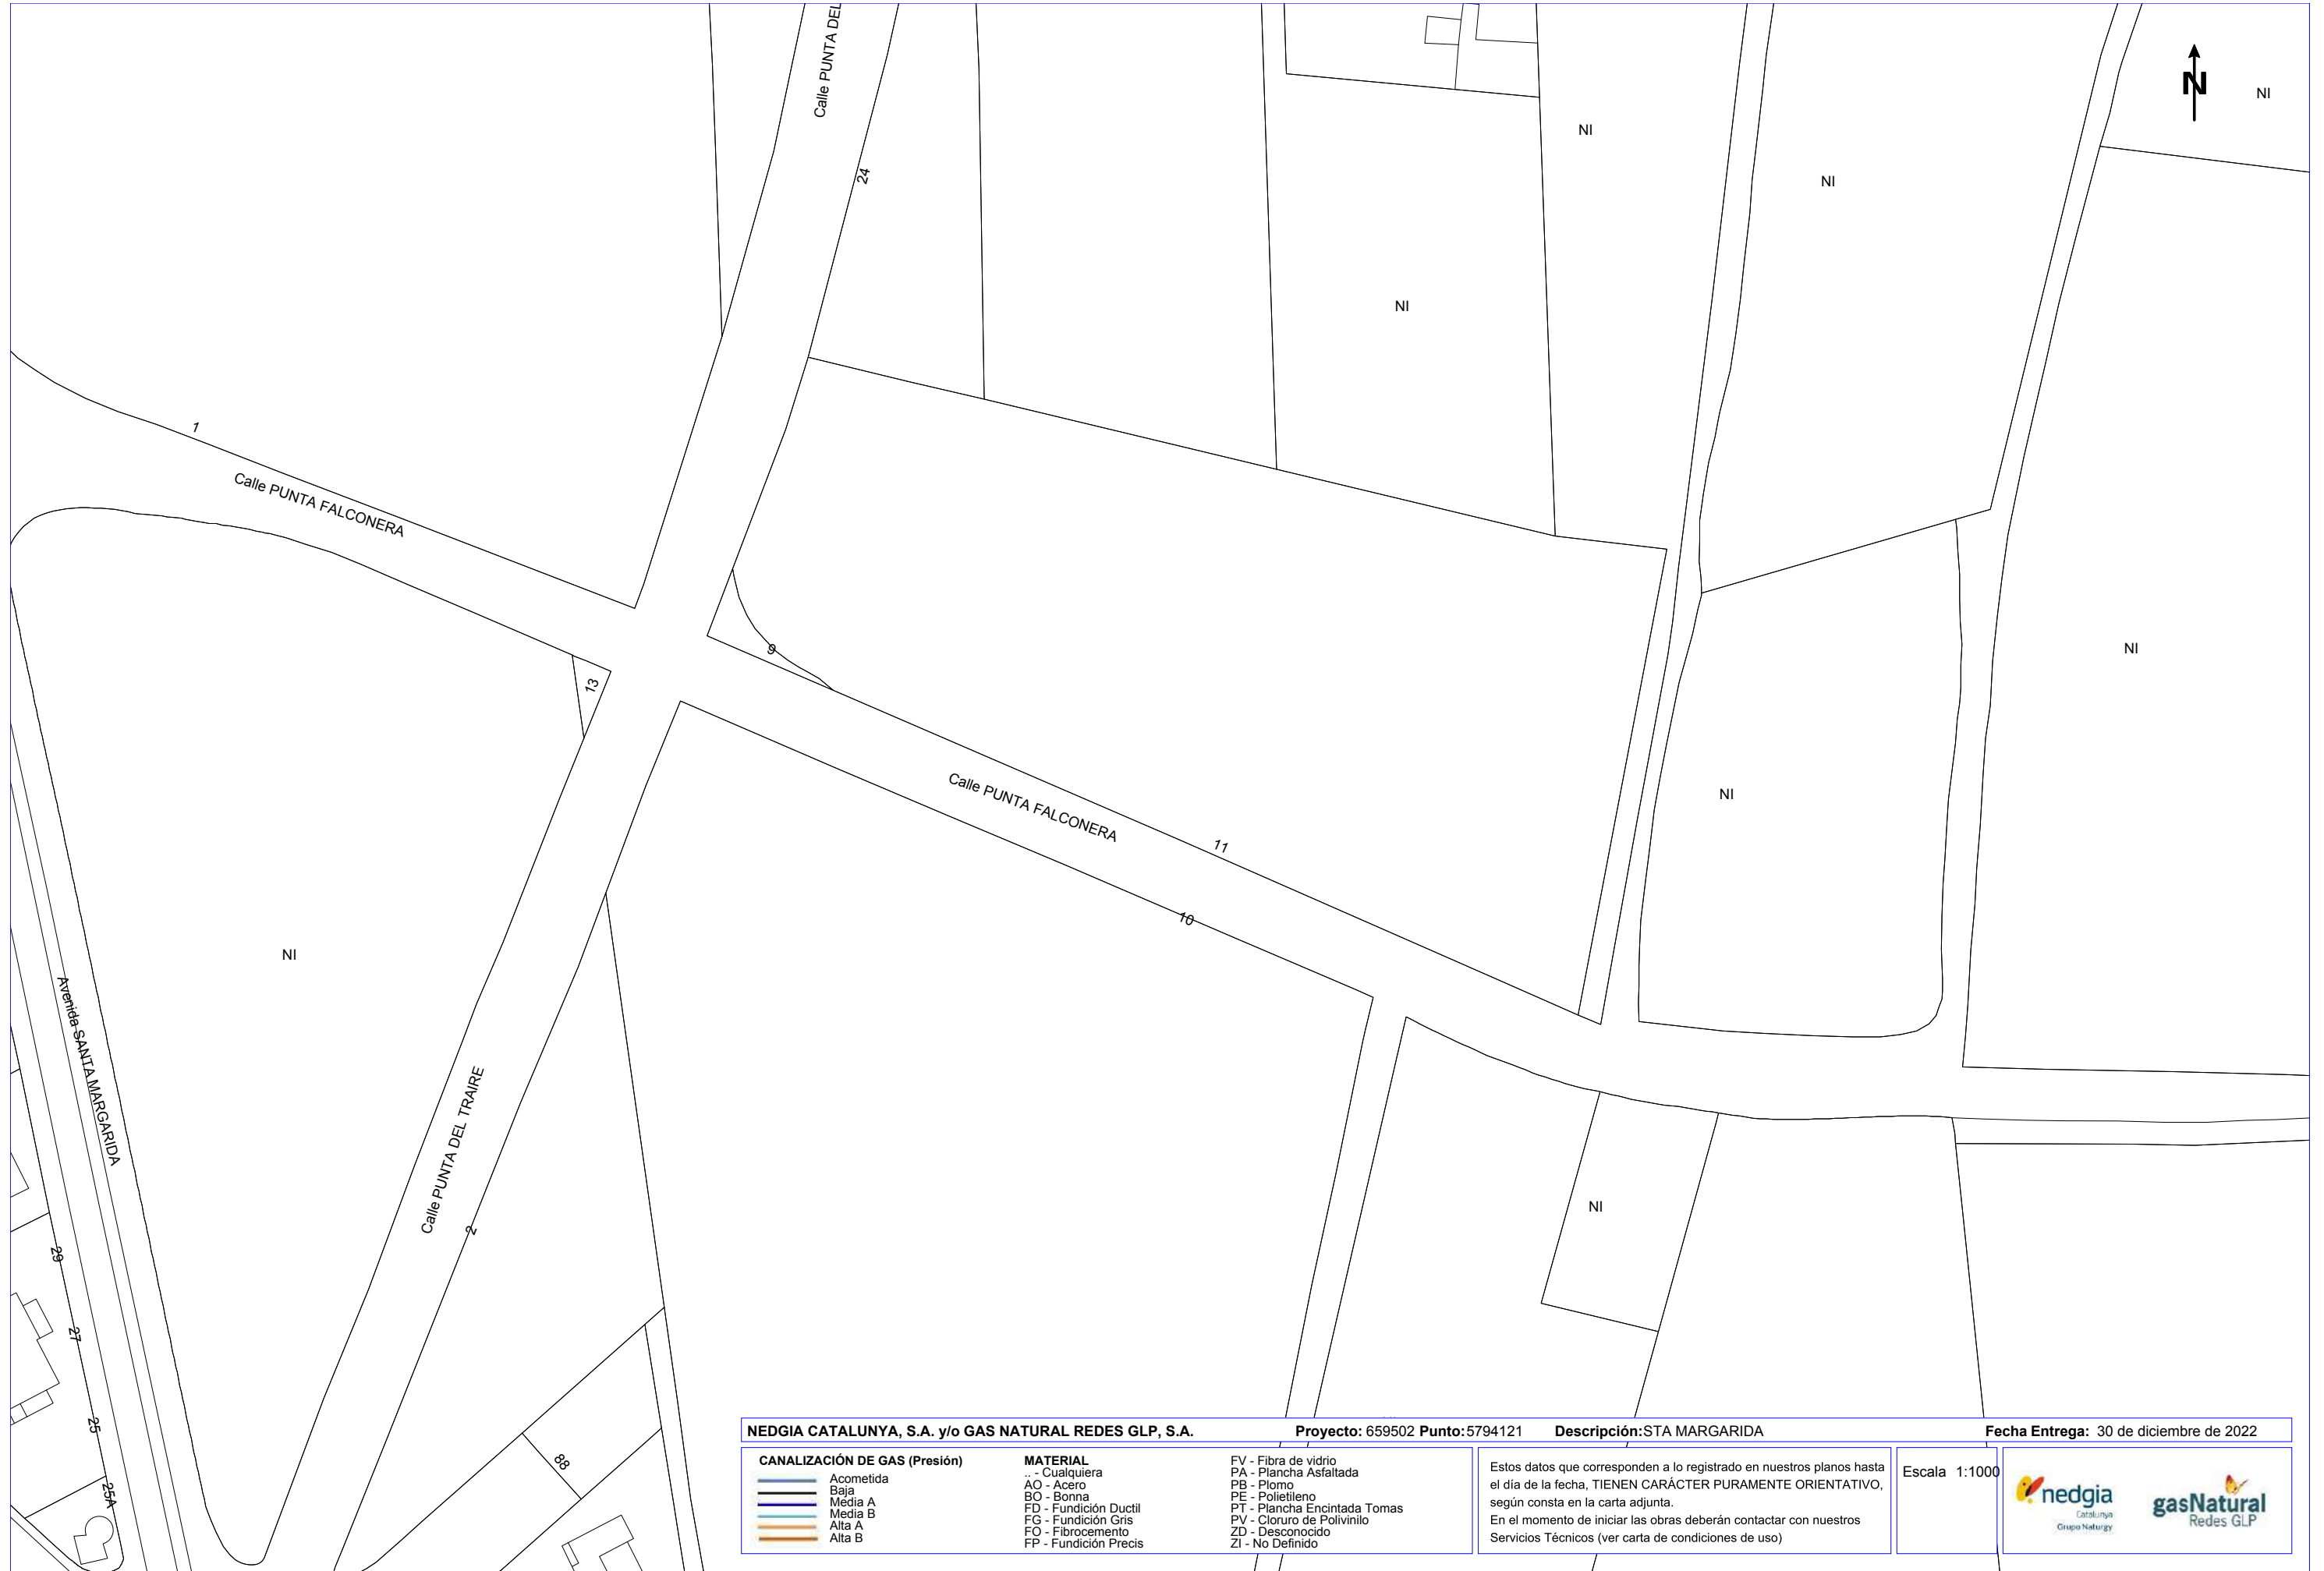 Calle PUNTA DEL
N
NI
NI
NI
24
NI
1
Calle PUNTA FALCONERA
9
13
NI
Calle PUNTA FALCONERA
11
NI
10
NI
Avenida SANTA MARGARIDA
Calle PUNTA DEL TRAIRE
2
NI
29
27
25
25A
88
NI
NEDGIA CATALUNYA, S.A. y/o GAS NATURAL REDES GLP, S.A.
Proyecto: 659502 Punto: 5794121
Descripción: STA MARGARIDA
Fecha Entrega: 30 de diciembre de 2022
CANALIZACIÓN DE GAS (Presión)
Acometida
Baja
Media A
Media B
Alta A
Alta B
MATERIAL
.. - Cualquiera
AO - Acero
BO - Bonna
FD - Fundición Ductil
FG - Fundición Gris
FO - Fibrocemento
FP - Fundición Precis
FV - Fibra de vidrio
PA - Plancha Asfaltada
PB - Plomo
PE - Polietileno
PT - Plancha Encintada Tomas
PV - Cloruro de Polivinilo
ZD - Desconocido
ZI - No Definido
Estos datos que corresponden a lo registrado en nuestros planos hasta
el día de la fecha, TIENEN CARÁCTER PURAMENTE ORIENTATIVO,
según consta en la carta adjunta.
En el momento de iniciar las obras deberán contactar con nuestros
Servicios Técnicos (ver carta de condiciones de uso)
Escala 1:1000
nedgia
Catalunya
Grupo Naturgy
gasNatural
Redes GLP